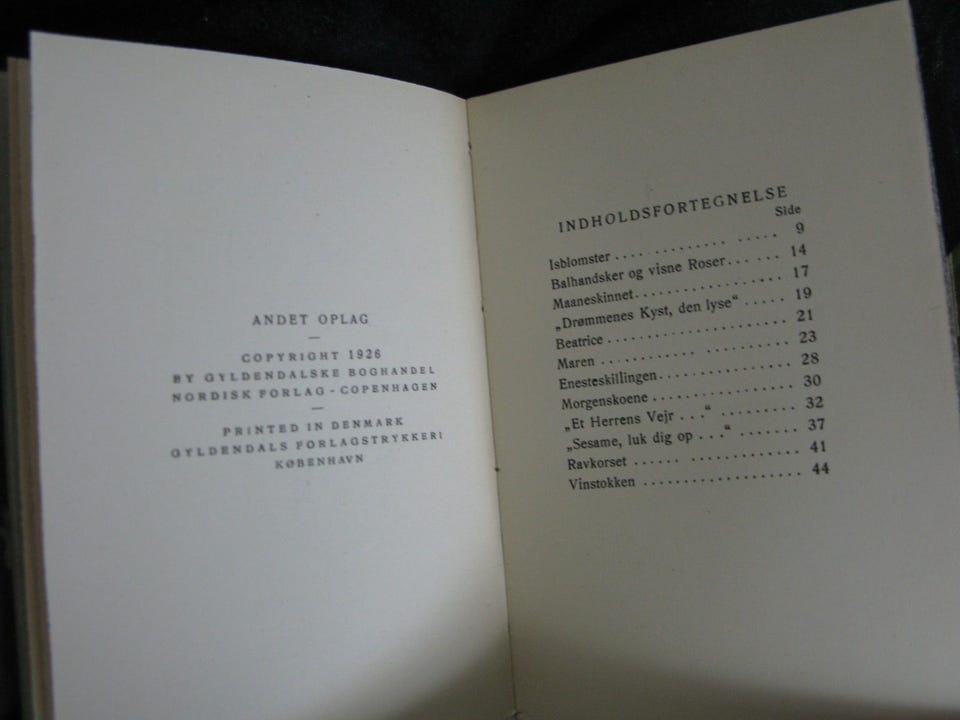 ANDET OPLAG
—
COPYRIGHT 1926
BY GYLDENDALSKE BOGHANDEL
NORDISK FORLAG - COPENHAGEN
—
PRINTED IN DENMARK
GYLDENDALS FORLAGSTRYKKERI
KØBENHAVN
INDHOLDSFORTEGNELSE
Side
Isblomster . . . . . . . . . . . . . . . . . . 9
Balhandsker og visne Roser . . . . . . 14
Maaneskinnet . . . . . . . . . . . . . . . . 17
„Drømmenes Kyst, den lyse“ . . . . . 19
Beatrice . . . . . . . . . . . . . . . . . . . 21
Maren . . . . . . . . . . . . . . . . . . . . 23
Enesteskillingen . . . . . . . . . . . . . . 28
Morgenskoene . . . . . . . . . . . . . . . 30
„Et Herrens Vejr . . .“ . . . . . . . . . 32
„Sesame, luk dig op . . .“ . . . . . . . 37
Ravkorset . . . . . . . . . . . . . . . . . . 41
Vinstokken . . . . . . . . . . . . . . . . . 44